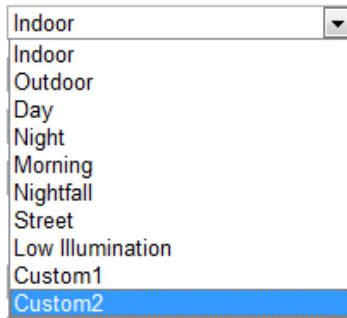 Indoor
Indoor
Outdoor
Day
Night
Morning
Nightfall
Street
Low Illumination
Custom1
Custom2